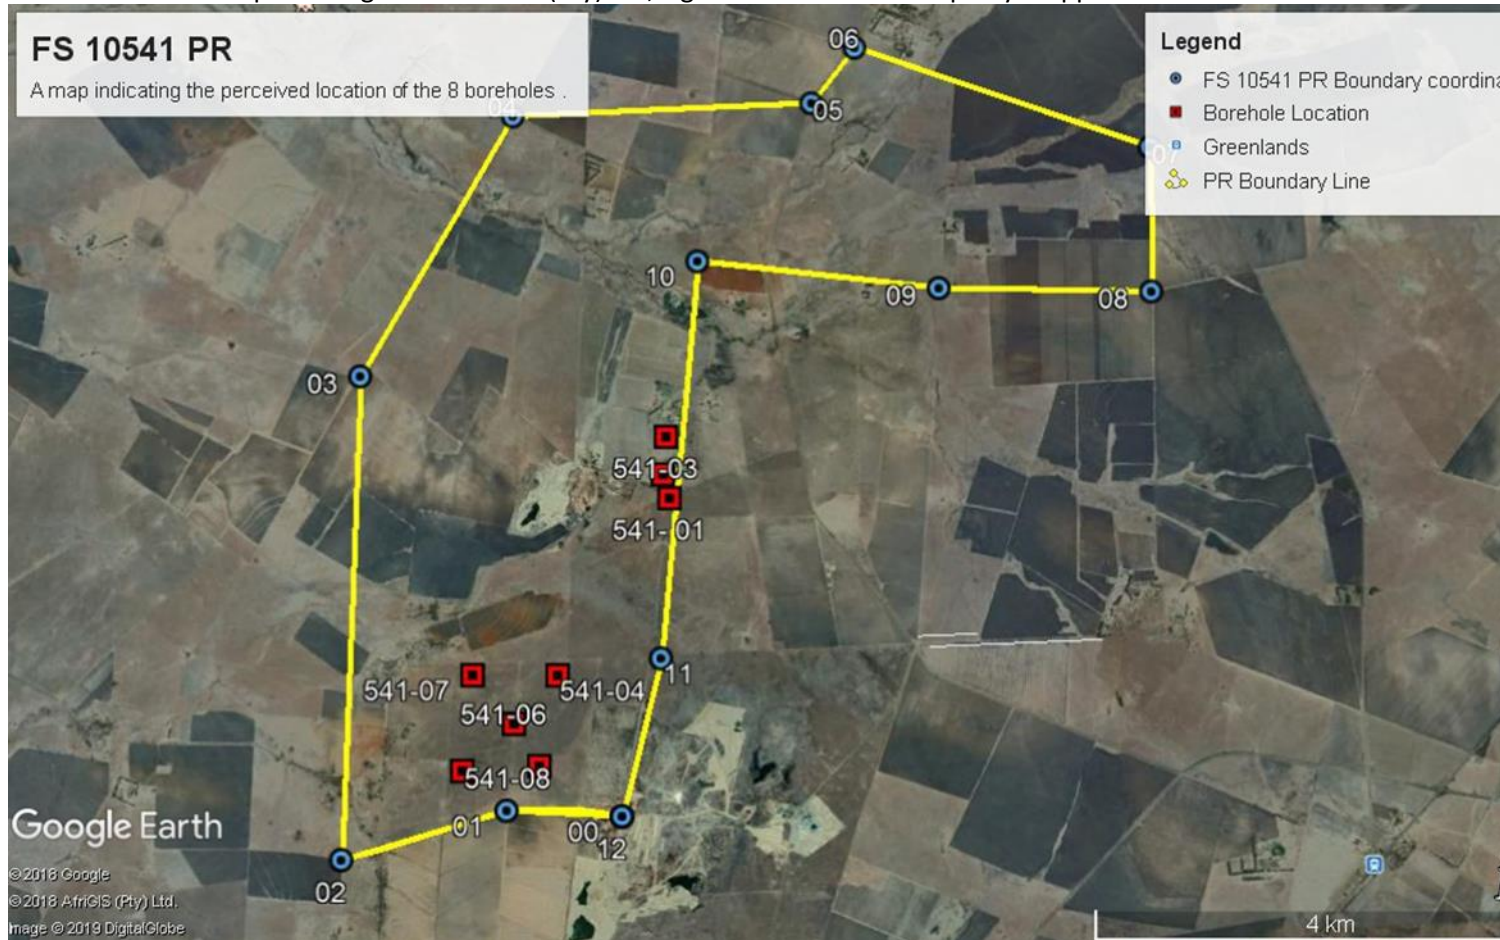 FS 10541 PR
A map indicating the perceived location of the 8 boreholes .
Legend
FS 10541 PR Boundary coordina
Borehole Location
Greenlands
PR Boundary Line
04
06
05
07
10
09
08
03
541-03
541- 01
11
541-07
541-04
541-06
541-08
01
00
12
02
Google Earth
© 2018 Google
© 2018 AfriGIS (Pty) Ltd.
Image © 2019 DigitalGlobe
4 km